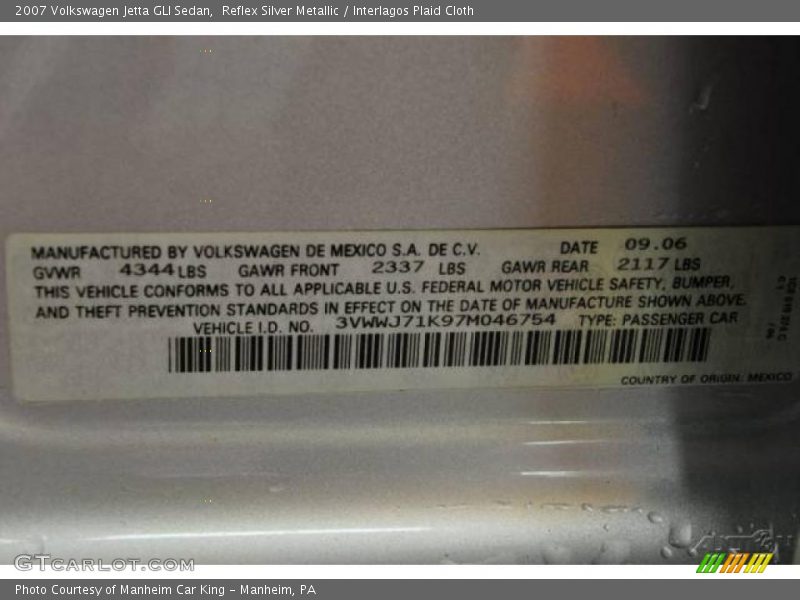 2007 Volkswagen Jetta GLI Sedan,  Reflex Silver Metallic / Interlagos Plaid Cloth
MANUFACTURED BY VOLKSWAGEN DE MEXICO S.A. DE C.V. DATE 09.06
GVWR 4344 LBS GAWR FRONT 2337 LBS GAWR REAR 2117 LBS
THIS VEHICLE CONFORMS TO ALL APPLICABLE U.S. FEDERAL MOTOR VEHICLE SAFETY, BUMPER,
AND THEFT PREVENTION STANDARDS IN EFFECT ON THE DATE OF MANUFACTURE SHOWN ABOVE.
VEHICLE I.D. NO. 3VWWJ71K97M046754 TYPE: PASSENGER CAR
COUNTRY OF ORIGIN: MEXICO
GTCARLOT.COM
Photo Courtesy of Manheim Car King - Manheim, PA